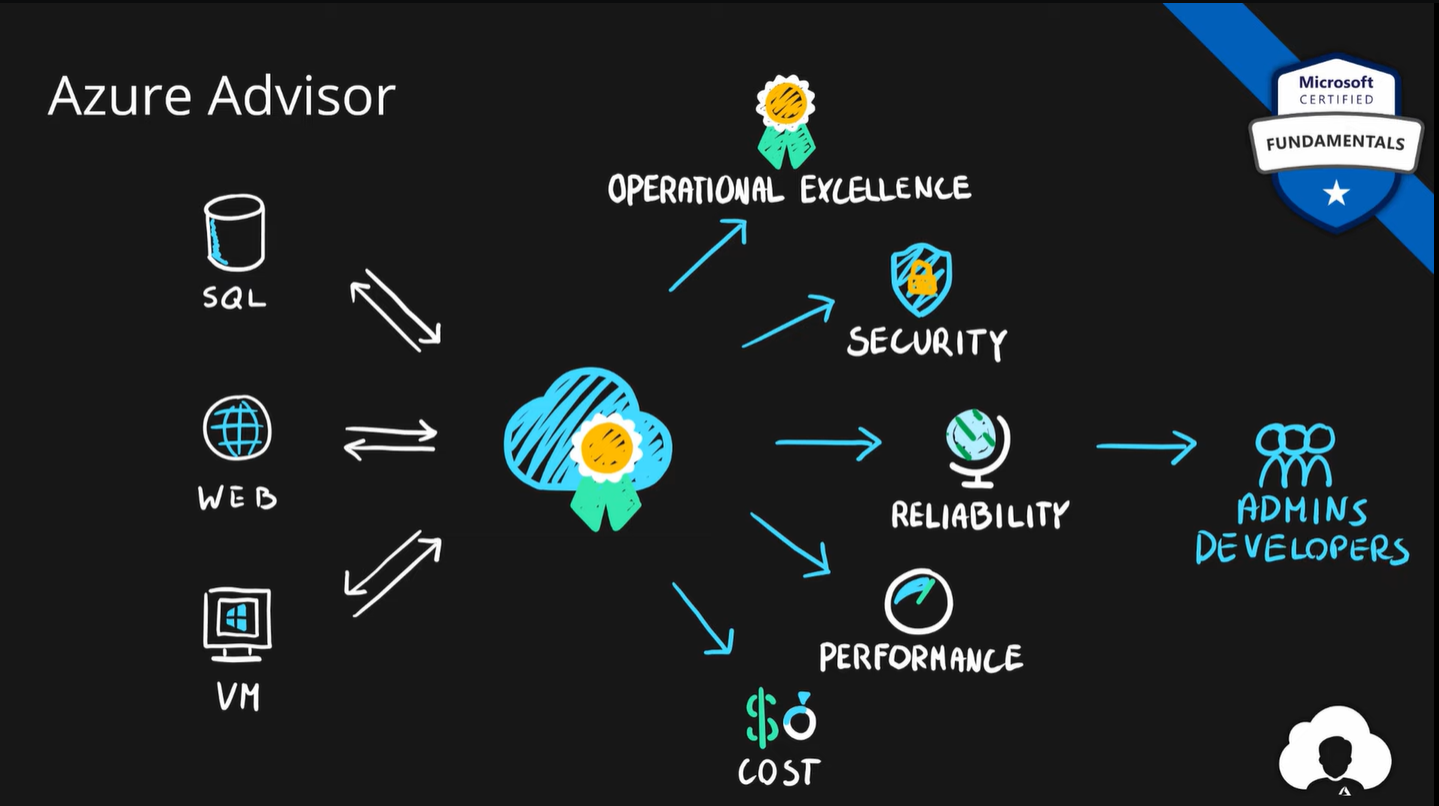 Azure Advisor
Microsoft
CERTIFIED
FUNDAMENTALS
OPERATIONAL EXCELLENCE
SQL
SECURITY
WEB
RELIABILITY
ADMINS
DEVELOPERS
VM
PERFORMANCE
COST